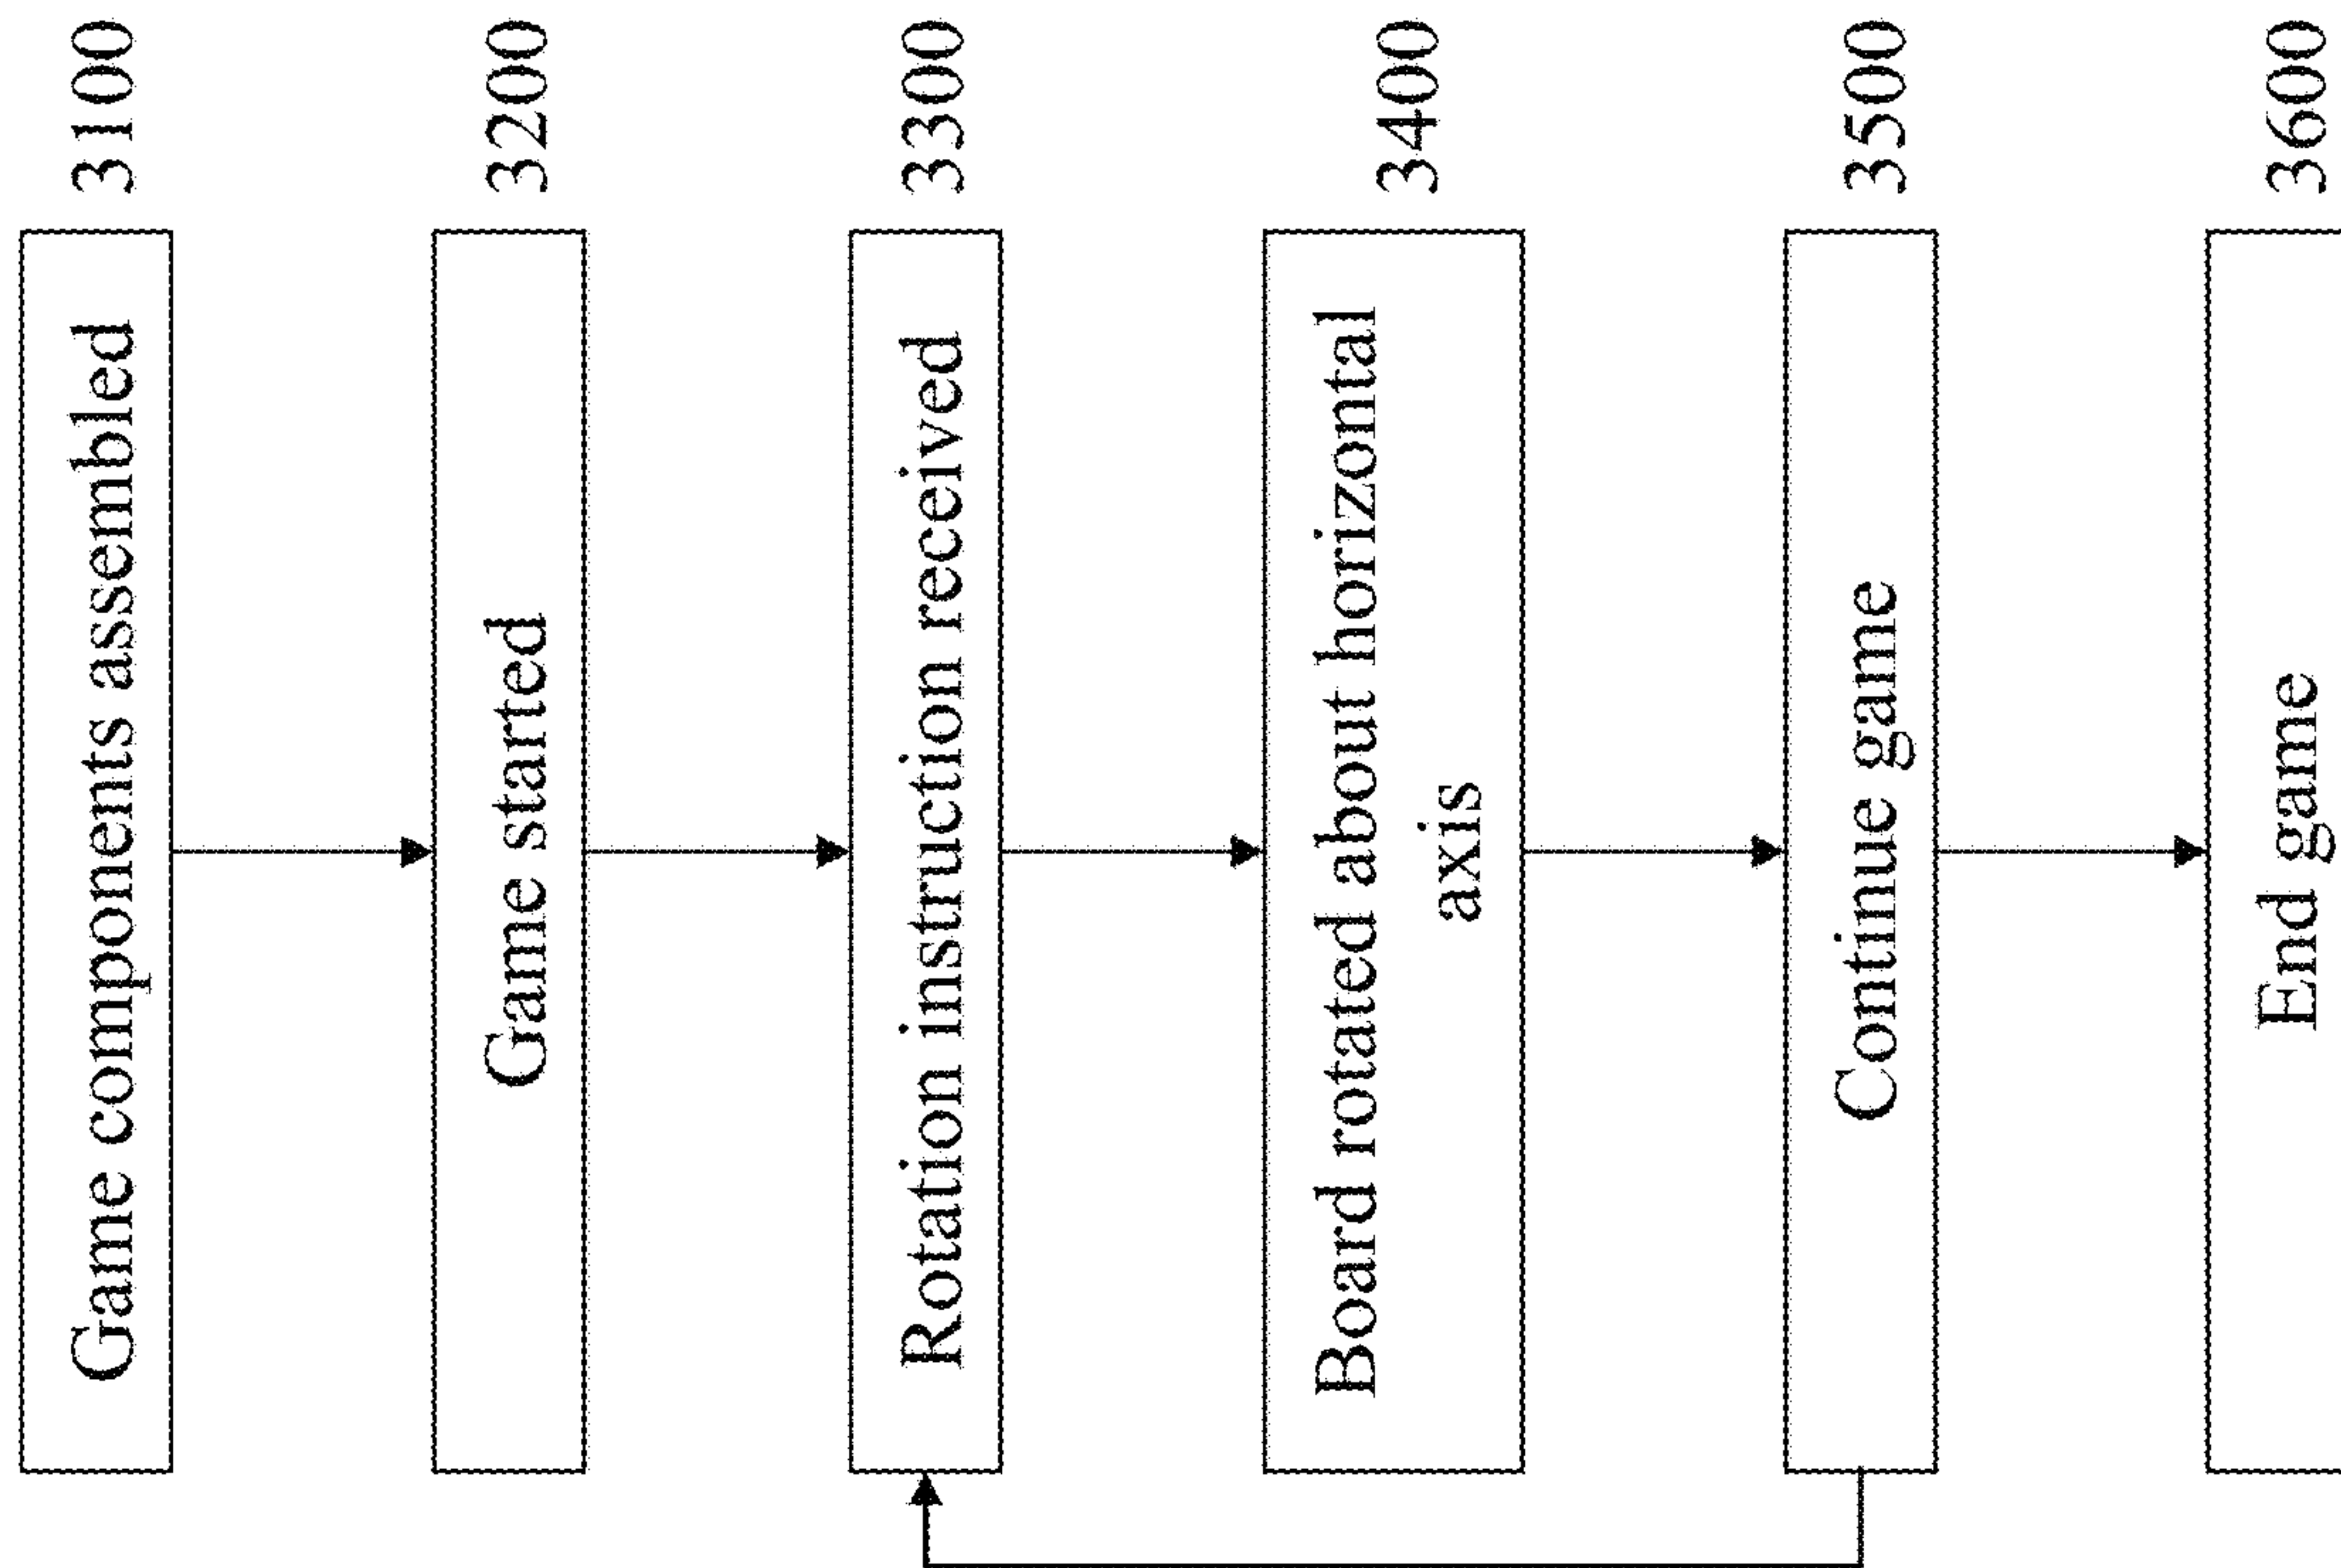 Game components assembled
3100
Game started
3200
Rotation instruction received
3300
Board rotated about horizontal
axis
3400
Continue game
3500
End game
3600